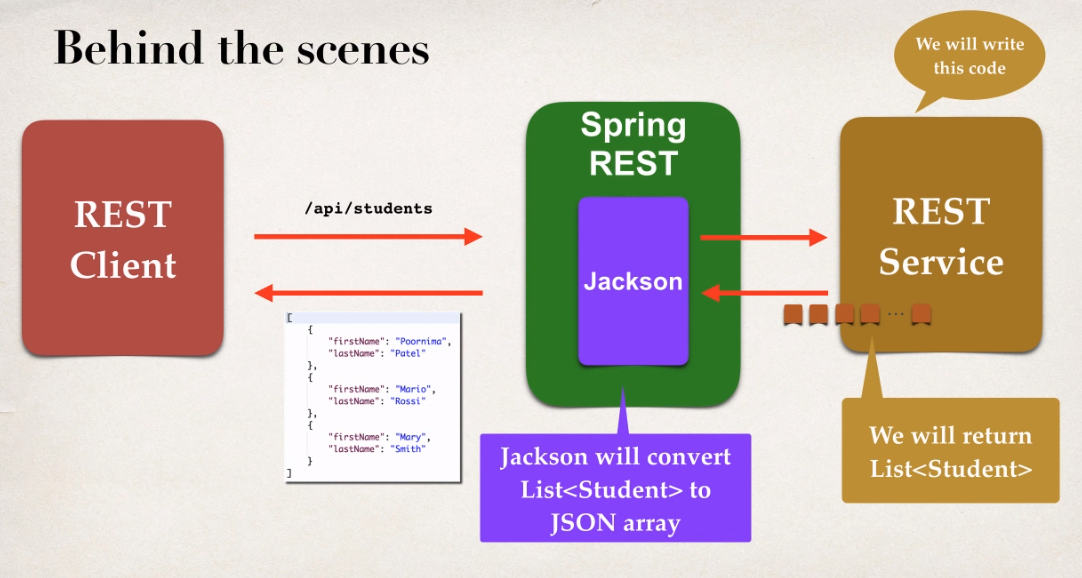 Behind the scenes
We will write
this code
REST
Client
/api/students
Spring
REST
Jackson
REST
Service
[
{
"firstName": "Poornima",
"lastName": "Patel"
},
{
"firstName": "Mario",
"lastName": "Rossi"
},
{
"firstName": "Mary",
"lastName": "Smith"
}
]
...
Jackson will convert
List<Student> to
JSON array
We will return
List<Student>